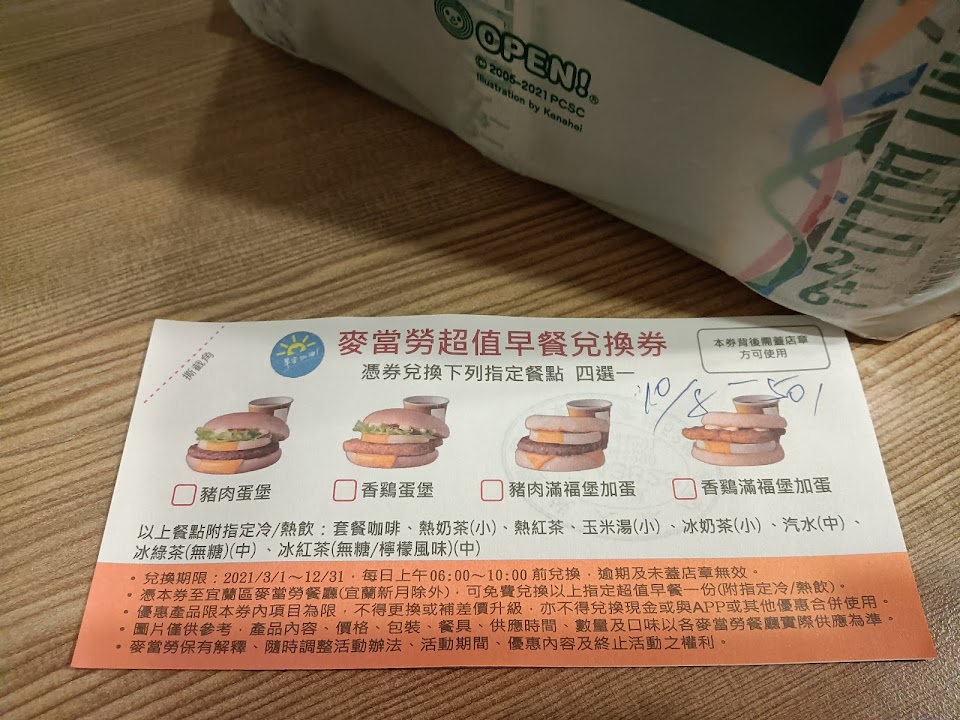 OPEN!®
© 2005-2021 PCSC
Illustration by Kanahei
24
6
撕截角
麥當勞超值早餐兌換券
本券背後需蓋店章
方可使用
憑券兌換下列指定餐點 四選一
10/8-501
豬肉蛋堡
香鷄蛋堡
豬肉滿福堡加蛋
香鷄滿福堡加蛋
以上餐點附指定冷/熱飲：套餐咖啡、熱奶茶(小)、熱紅茶、玉米湯(小)、冰奶茶(小)、汽水(中)、
冰綠茶(無糖)(中)、冰紅茶(無糖/檸檬風味)(中)
•兌換期限：2021/3/1～12/31，每日上午06:00～10:00 前兌換，逾期及未蓋店章無效。
•憑本券至宜蘭區麥當勞餐廳(宜蘭新月除外)，可免費兌換以上指定超值早餐一份(附指定冷/熱飲)。
•優惠產品限本券內項目為限，不得更換或補差價升級，亦不得兌換現金或與APP或其他優惠合併使用。
•圖片僅供參考，產品內容、價格、包裝、餐具、供應時間、數量及口味以各麥當勞餐廳實際供應為準。
•麥當勞保有解釋、隨時調整活動辦法、活動期間、優惠內容及終止活動之權利。